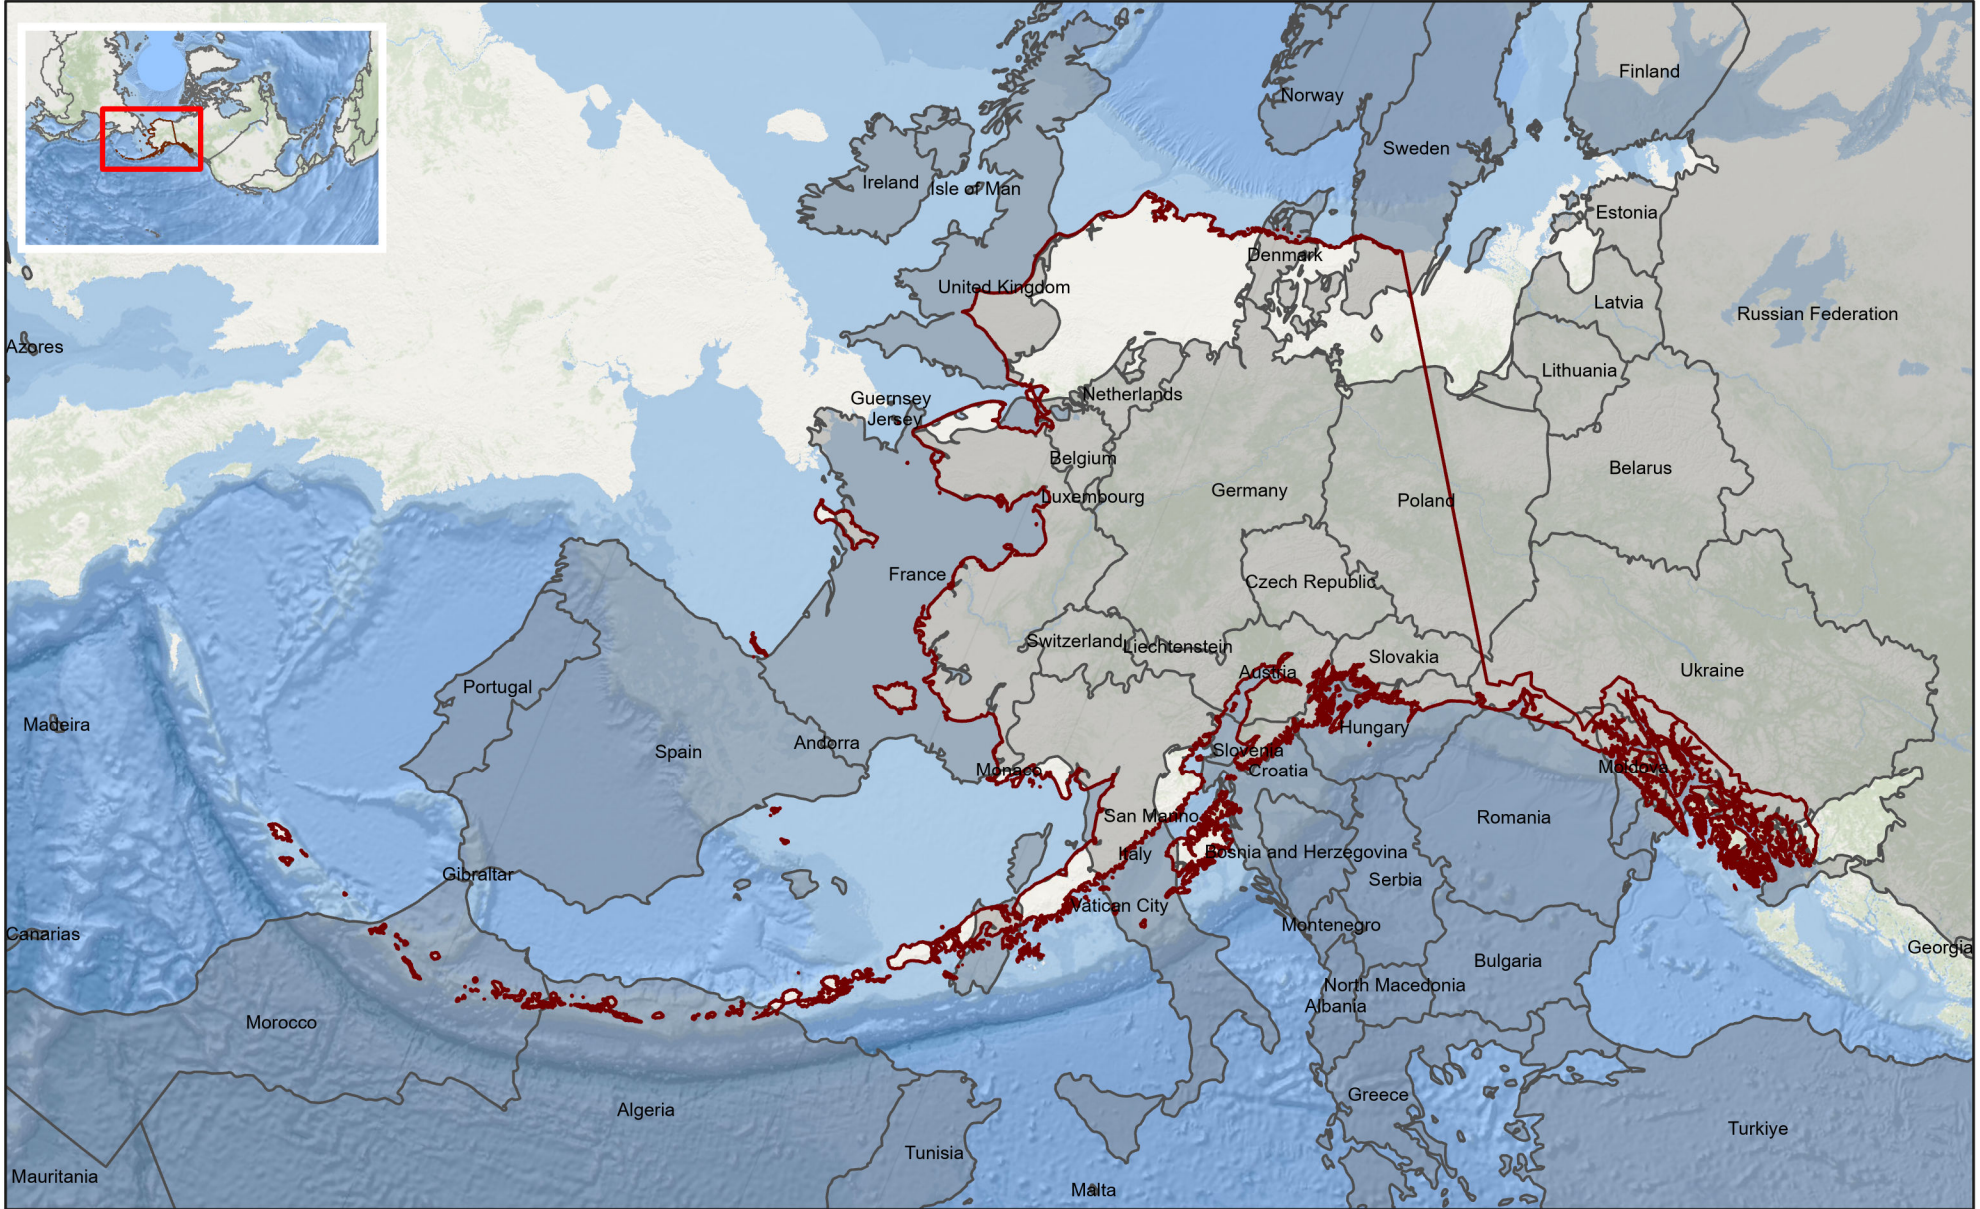 Finland
Norway
Sweden
Ireland
Isle of Man
Estonia
Denmark
United Kingdom
Latvia
Russian Federation
Azores
Lithuania
Netherlands
Guernsey
Jersey
Belgium
Belarus
Germany
Luxembourg
Poland
France
Czech Republic
Switzerland
Liechtenstein
Slovakia
Austria
Ukraine
Portugal
Madeira
Hungary
Andorra
Spain
Slovenia
Monaco
Croatia
Moldova
San Marino
Romania
Italy
Bosnia and Herzegovina
Gibraltar
Serbia
Vatican City
Montenegro
Canarias
Georgia
Bulgaria
North Macedonia
Albania
Morocco
Greece
Algeria
Turkiye
Tunisia
Mauritania
Malta